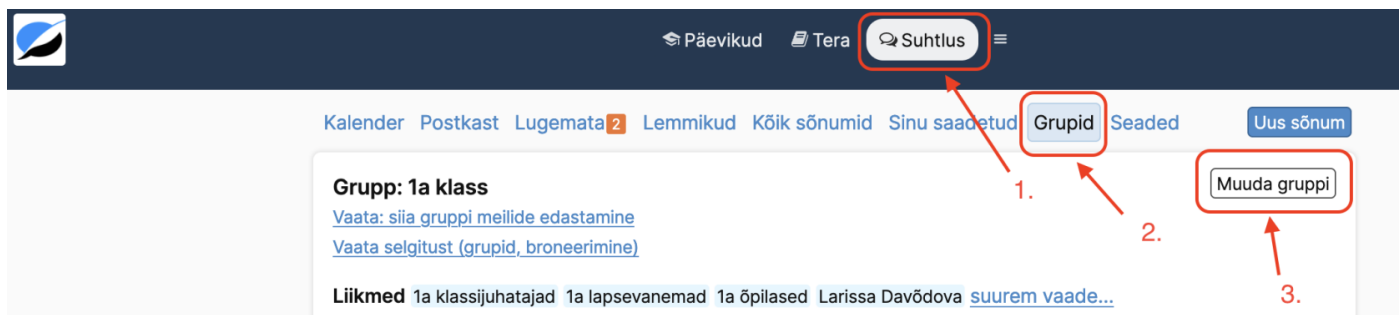 Päevikud Tera Suhtlus
Kalender Postkast Lugemata 2 Lemmikud Kõik sõnumid Sinu saadetud Grupid Seaded Uus sõnum
Grupp: 1a klass
Muuda gruppi
1.
Vaata: siia gruppi meilide edastamine
2.
Vaata selgitust (grupid, broneerimine)
Liikmed 1a klassijuhatajad 1a lapsevanemad 1a õpilased Larissa Davõdova suurem vaade...
3.